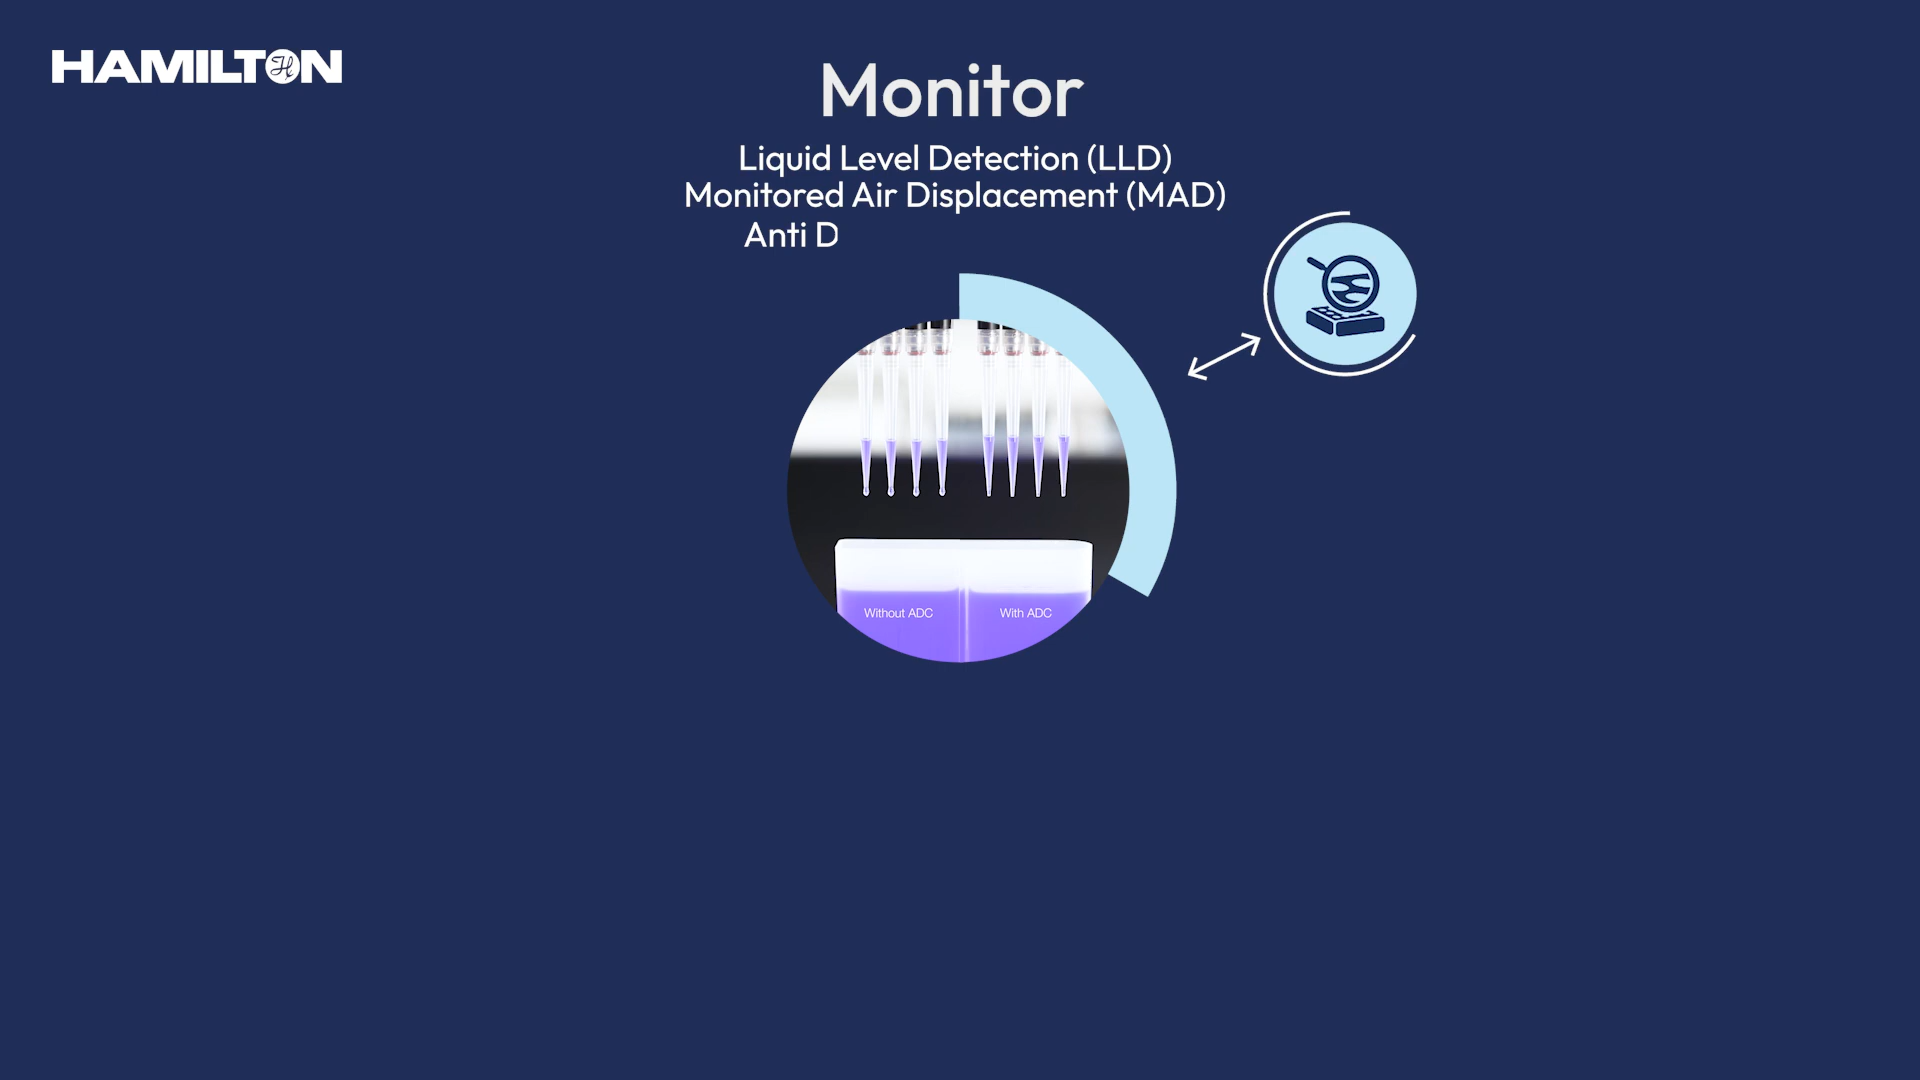 HAMILTON
Monitor
Liquid Level Detection (LLD)
Monitored Air Displacement (MAD)
Anti D
Without ADC
With ADC